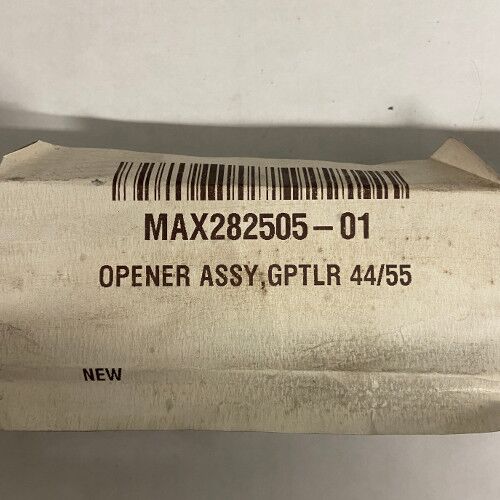 MAX282505-01
OPENER ASSY,GPTLR 44/55
NEW